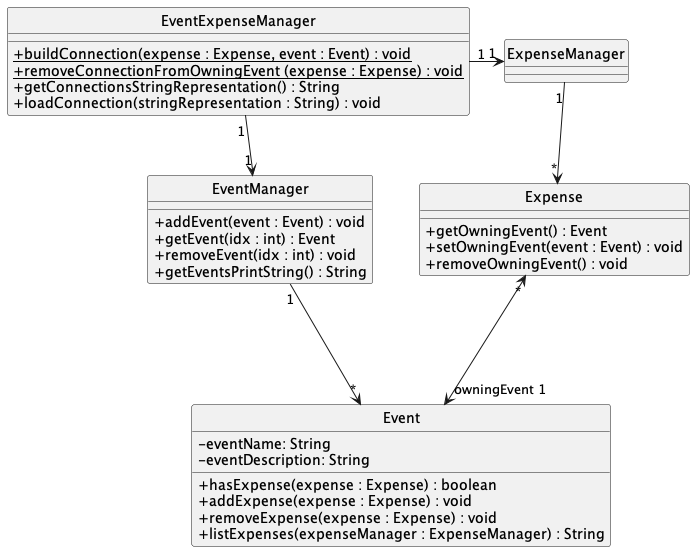 EventExpenseManager
+buildConnection(expense : Expense, event : Event) : void
+removeConnectionFromOwningEvent (expense : Expense) : void
+getConnectionsStringRepresentation() : String
+loadConnection(stringRepresentation : String) : void
1 1
ExpenseManager
1
1
1
*
EventManager
+addEvent(event : Event) : void
+getEvent(idx : int) : Event
+removeEvent(idx : int) : void
+getEventsPrintString() : String
Expense
+getOwningEvent() : Event
+setOwningEvent(event : Event) : void
+removeOwningEvent() : void
1
*
*
owningEvent 1
Event
-eventName: String
-eventDescription: String
+hasExpense(expense : Expense) : boolean
+addExpense(expense : Expense) : void
+removeExpense(expense : Expense) : void
+listExpenses(expenseManager : ExpenseManager) : String